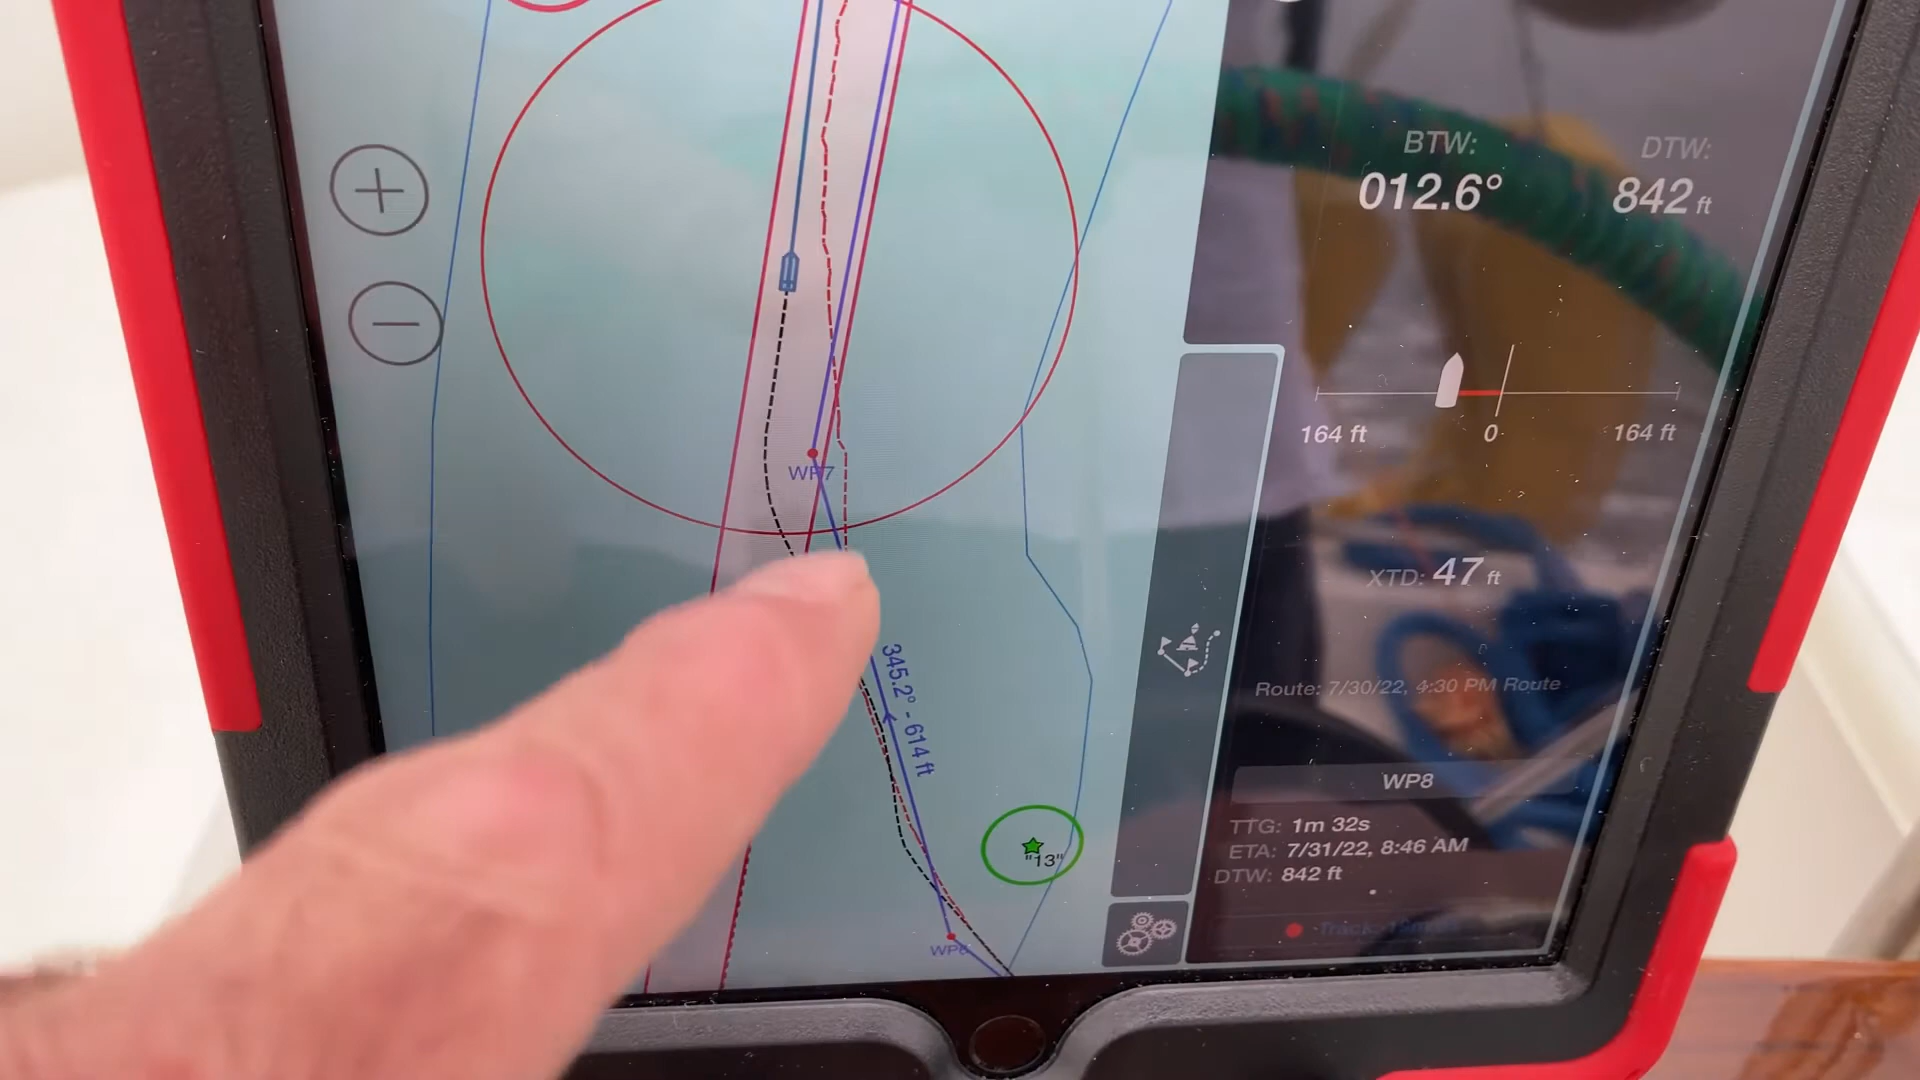 BTW:
012.6°
DTW:
842 ft
164 ft
0
164 ft
XTD: 47 ft
Route: 7/30/22, 4:30 PM Route
WP8
TTG: 1m 32s
ETA: 7/31/22, 8:46 AM
DTW: 842 ft
WP7
345.2° - 614 ft
"13"